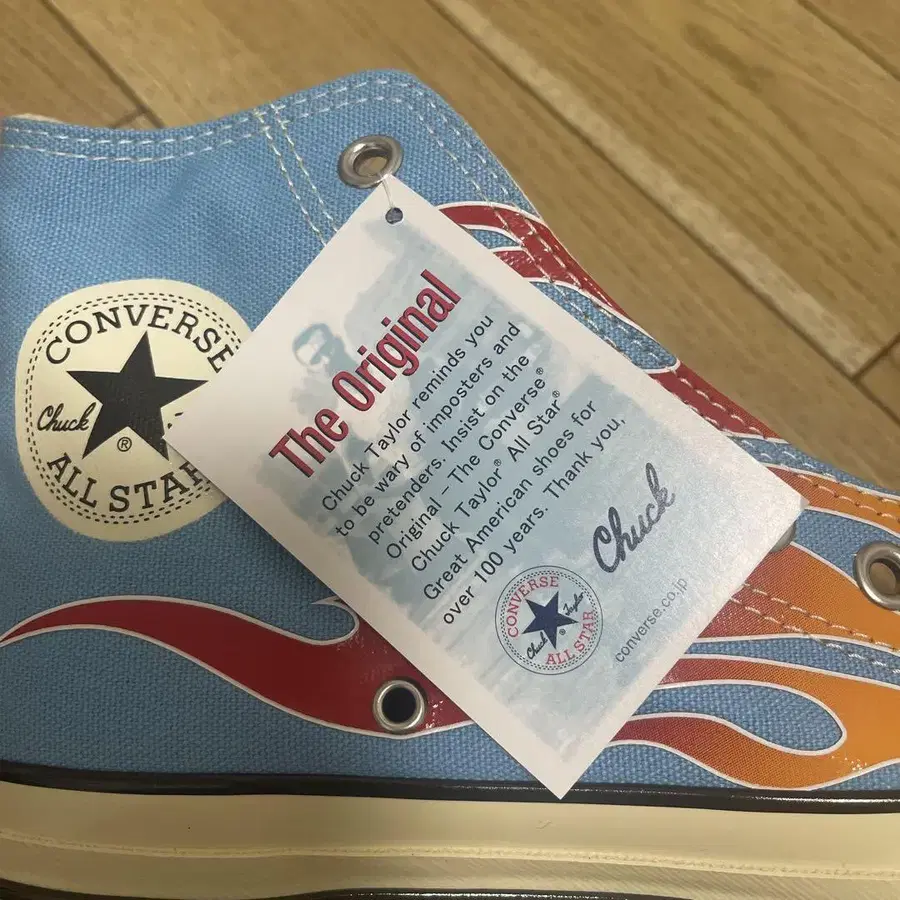 CONVERSE
Chuck
®
ALL STAR
The Original
Chuck Taylor reminds you
to be wary of imposters and
pretenders. Insist on the
Original – The Converse®
Chuck Taylor® All Star®
Great American shoes for
over 100 years. Thank you,
Chuck
CONVERSE
Chuck Taylor
®
ALL STAR
converse.co.jp